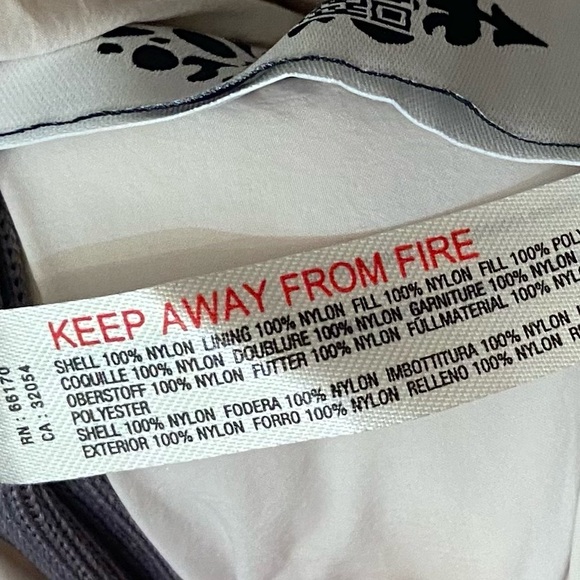 KEEP AWAY FROM FIRE
SHELL 100% NYLON LINING 100% NYLON FILL 100% NYLON FILL 100%
COQUILLE 100% NYLON DOUBLURE 100% NYLON GARNITURE 100% NYLON
OBERSTOFF 100% NYLON FUTTER 100% NYLON FÜLLMATERIAL 100%
POLYESTER
SHELL 100% NYLON FODERA 100% NYLON IMBOTTITURA 100% NYLON
EXTERIOR 100% NYLON FORRO 100% NYLON RELLENO 100% NYLON
RN 66170
CA : 32054